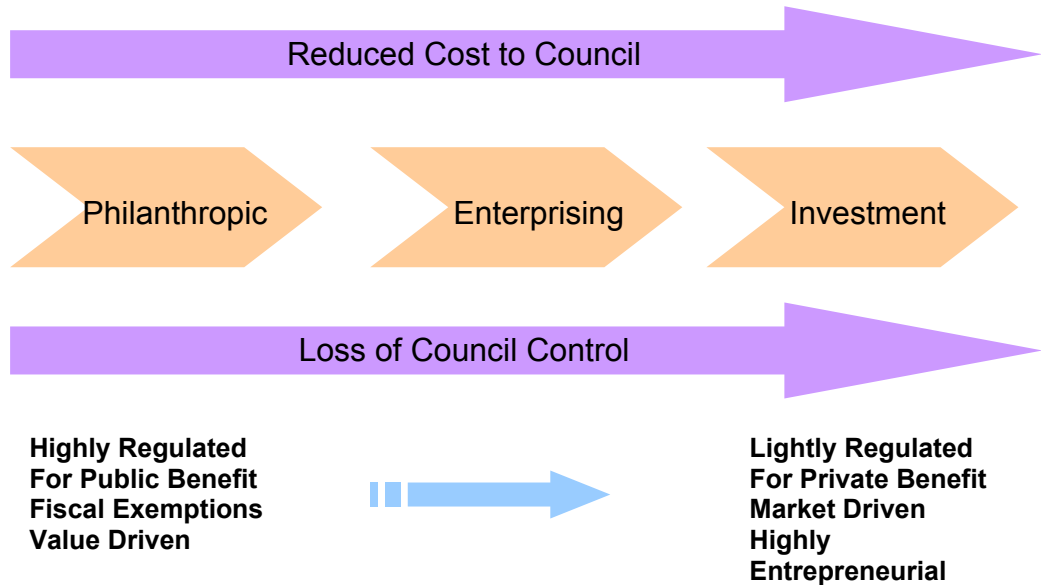 Reduced Cost to Council
Philanthropic
Enterprising
Investment
Loss of Council Control
Highly Regulated
For Public Benefit
Fiscal Exemptions
Value Driven
Lightly Regulated
For Private Benefit
Market Driven
Highly
Entrepreneurial